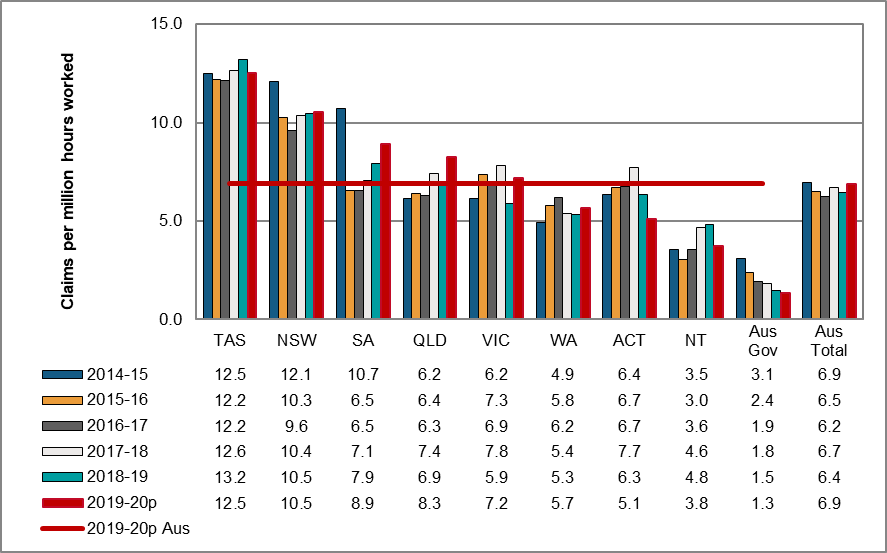 Claims per million hours worked
15.0
10.0
5.0
0.0
TAS NSW SA QLD VIC WA ACT NT Aus Gov Aus Total
2014-15 12.5 12.1 10.7 6.2 6.2 4.9 6.4 3.5 3.1 6.9
2015-16 12.2 10.3 6.5 6.4 7.3 5.8 6.7 3.0 2.4 6.5
2016-17 12.2 9.6 6.5 6.3 6.9 6.2 6.7 3.6 1.9 6.2
2017-18 12.6 10.4 7.1 7.4 7.8 5.4 7.7 4.6 1.8 6.7
2018-19 13.2 10.5 7.9 6.9 5.9 5.3 6.3 4.8 1.5 6.4
2019-20p 12.5 10.5 8.9 8.3 7.2 5.7 5.1 3.8 1.3 6.9
2019-20p Aus